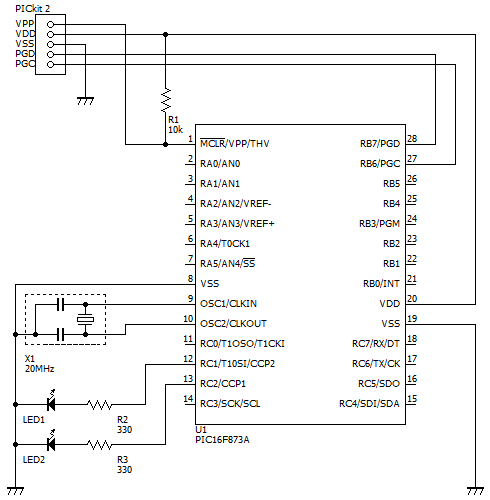 PICkit 2
VPP
VDD
VSS
PGD
PGC
R1
10k
1 MCLR/VPP/THV RB7/PGD 28
2 RA0/AN0 RB6/PGC 27
3 RA1/AN1 RB5 26
4 RA2/AN2/VREF- RB4 25
5 RA3/AN3/VREF+ RB3/PGM 24
6 RA4/T0CK1 RB2 23
7 RA5/AN4/SS RB1 22
8 VSS RB0/INT 21
9 OSC1/CLKIN VDD 20
10 OSC2/CLKOUT VSS 19
11 RC0/T1OSO/T1CKI RC7/RX/DT 18
12 RC1/T1OSI/CCP2 RC6/TX/CK 17
13 RC2/CCP1 RC5/SDO 16
14 RC3/SCK/SCL RC4/SDI/SDA 15
X1
20MHz
LED1
R2
330
LED2
R3
330
U1
PIC16F873A